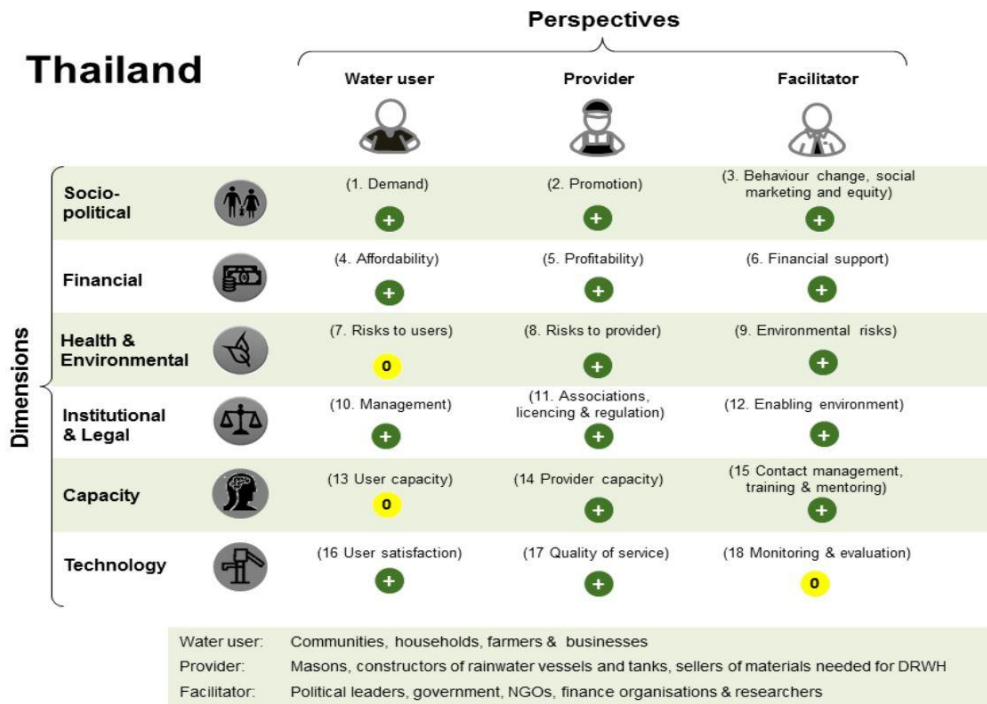 Perspectives
Thailand
Water user Provider Facilitator
Socio-
political
(1. Demand) (2. Promotion) (3. Behaviour change, social
marketing and equity)
+ + +
Financial
(4. Affordability) (5. Profitability) (6. Financial support)
+ + +
Health &
Environmental
(7. Risks to users) (8. Risks to provider) (9. Environmental risks)
0 + +
Dimensions
Institutional
& Legal
(10. Management) (11. Associations,
licencing & regulation) (12. Enabling environment)
+ + +
Capacity
(13 User capacity) (14 Provider capacity) (15 Contact management,
training & mentoring)
0 + +
Technology
(16 User satisfaction) (17 Quality of service) (18 Monitoring & evaluation)
+ + 0
Water user: Communities, households, farmers & businesses
Provider: Masons, constructors of rainwater vessels and tanks, sellers of materials needed for DRWH
Facilitator: Political leaders, government, NGOs, finance organisations & researchers